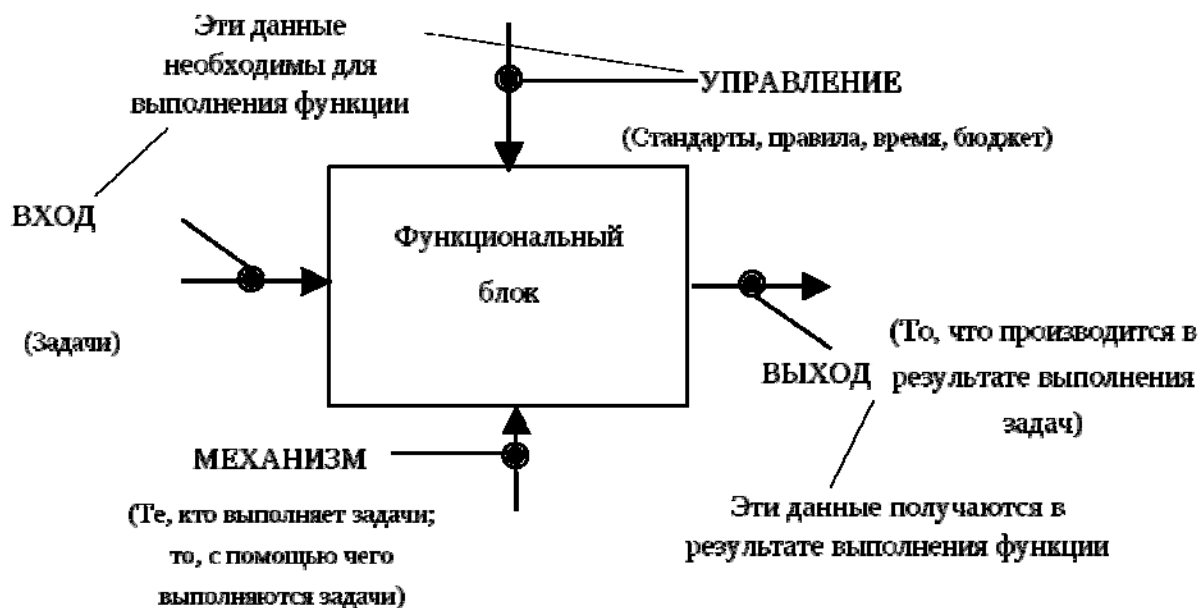 Эти данные
необходимы для
выполнения функции
УПРАВЛЕНИЕ
(Стандарты, правила, время, бюджет)
ВХОД
Функциональный
блок
(Задачи)
(То, что производится в
ВЫХОД
результате выполнения
задач)
МЕХАНИЗМ
(Те, кто выполняет задачи;
то, с помощью чего
выполняются задачи)
Эти данные получаются в
результате выполнения функции